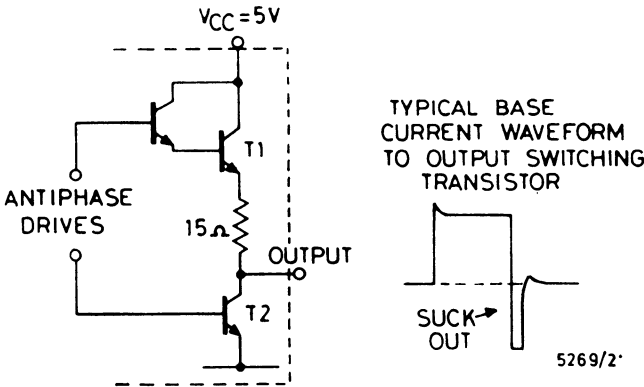 VCC=5V
T1
ANTIPHASE
DRIVES
15Ω
OUTPUT
T2
TYPICAL BASE
CURRENT WAVEFORM
TO OUTPUT SWITCHING
TRANSISTOR
SUCK
OUT
5269/2